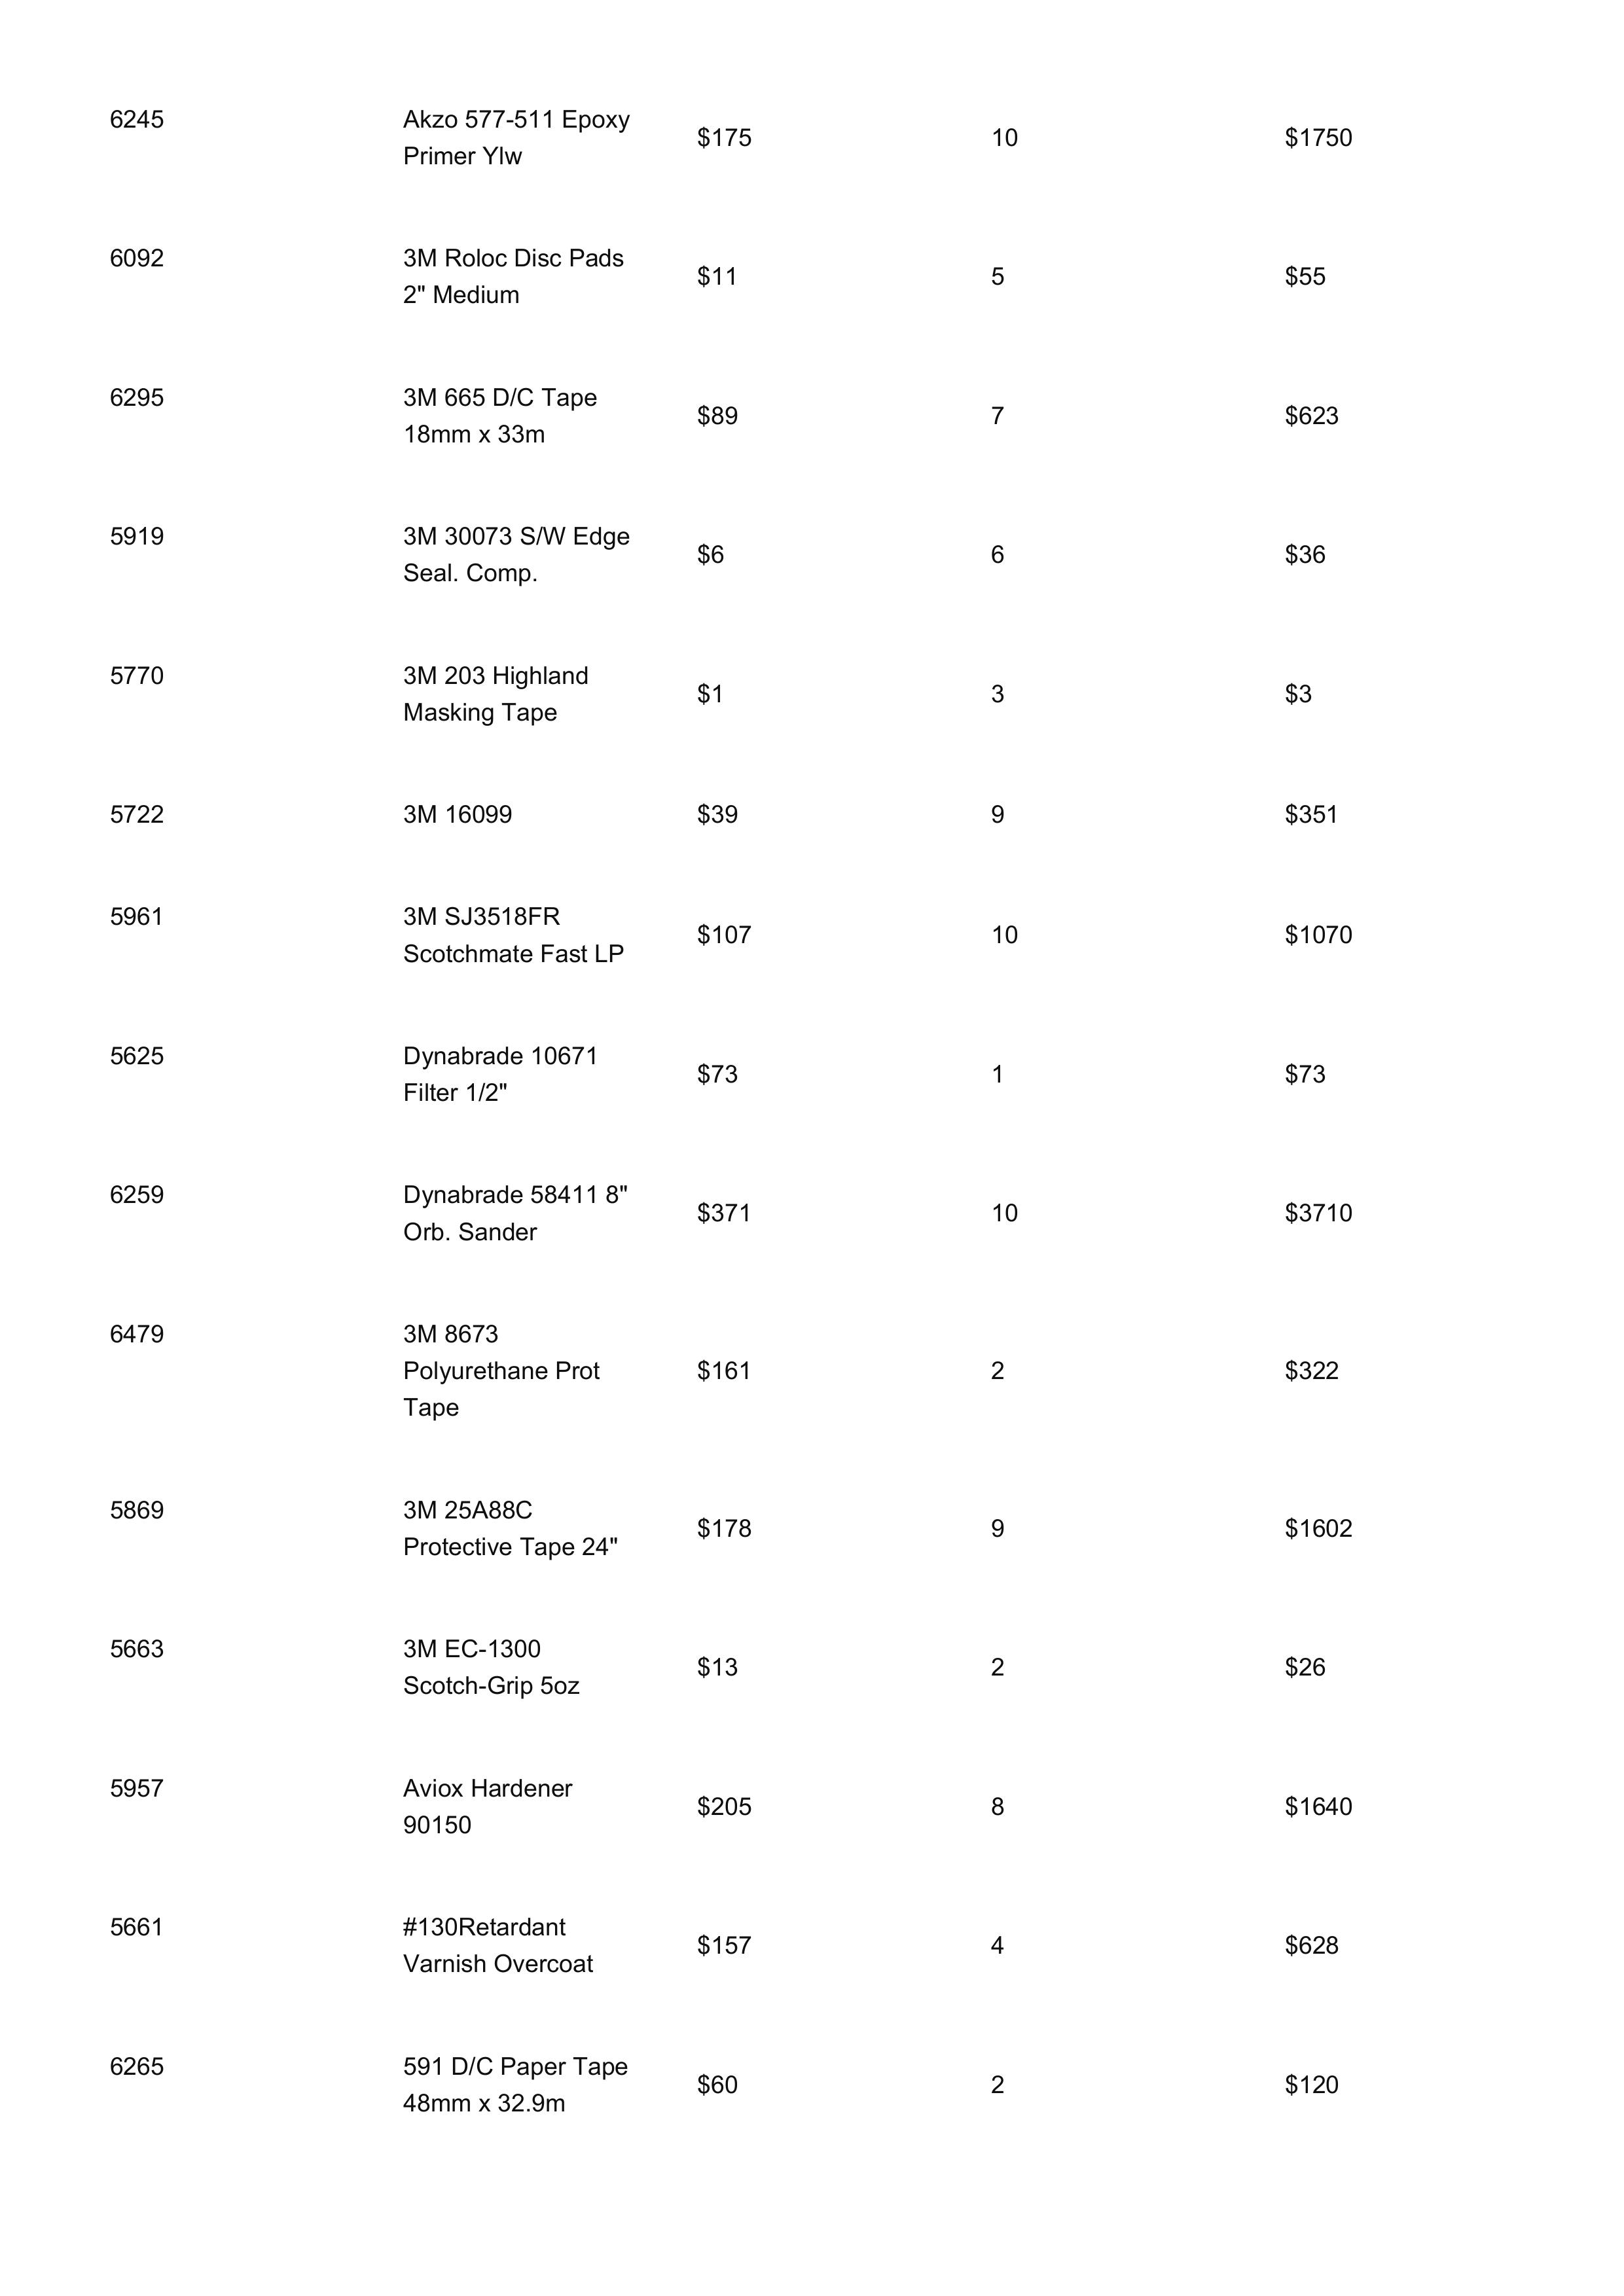 6245 Akzo 577-511 Epoxy $175 10 $1750
Primer Ylw
6092 3M Roloc Disc Pads $11 5 $55
2" Medium
6295 3M 665 D/C Tape $89 7 $623
18mm x 33m
5919 3M 30073 S/W Edge $6 6 $36
Seal. Comp.
5770 3M 203 Highland $1 3 $3
Masking Tape
5722 3M 16099 $39 9 $351
5961 3M SJ3518FR $107 10 $1070
Scotchmate Fast LP
5625 Dynabrade 10671 $73 1 $73
Filter 1/2"
6259 Dynabrade 58411 8" $371 10 $3710
Orb. Sander
6479 3M 8673
Polyurethane Prot $161 2 $322
Tape
5869 3M 25A88C $178 9 $1602
Protective Tape 24"
5663 3M EC-1300 $13 2 $26
Scotch-Grip 5oz
5957 Aviox Hardener $205 8 $1640
90150
5661 #130Retardant $157 4 $628
Varnish Overcoat
6265 591 D/C Paper Tape $60 2 $120
48mm x 32.9m